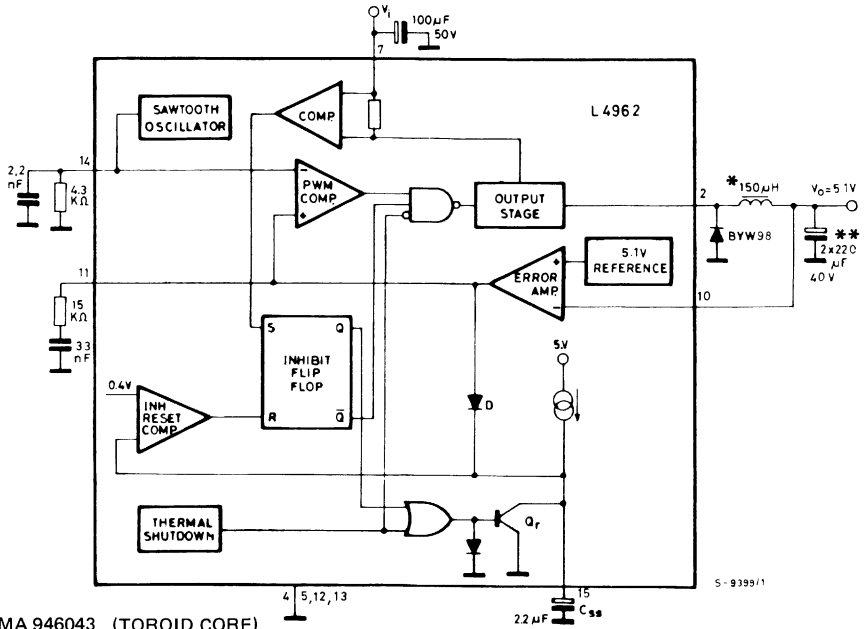 Vi
100µF
50V
7
L4962
SAWTOOTH
OSCILLATOR
COMP.
14
2,2
nF
4.3
KΩ
−
PWM
COMP.
+
OUTPUT
STAGE
2
*150µH
Vo=5.1V
BYW98
**
2x220
µF
40V
5.1V
REFERENCE
+
ERROR
AMP.
−
10
11
15
KΩ
33
nF
S Q
INHIBIT
FLIP
FLOP
R Q̅
5V
0.4V
INH
RESET
COMP.
D
THERMAL
SHUTDOWN
Qr
4 5,12,13
15
Css
2.2µF
S-9399/1
MA 946043 (TOROID CORE)